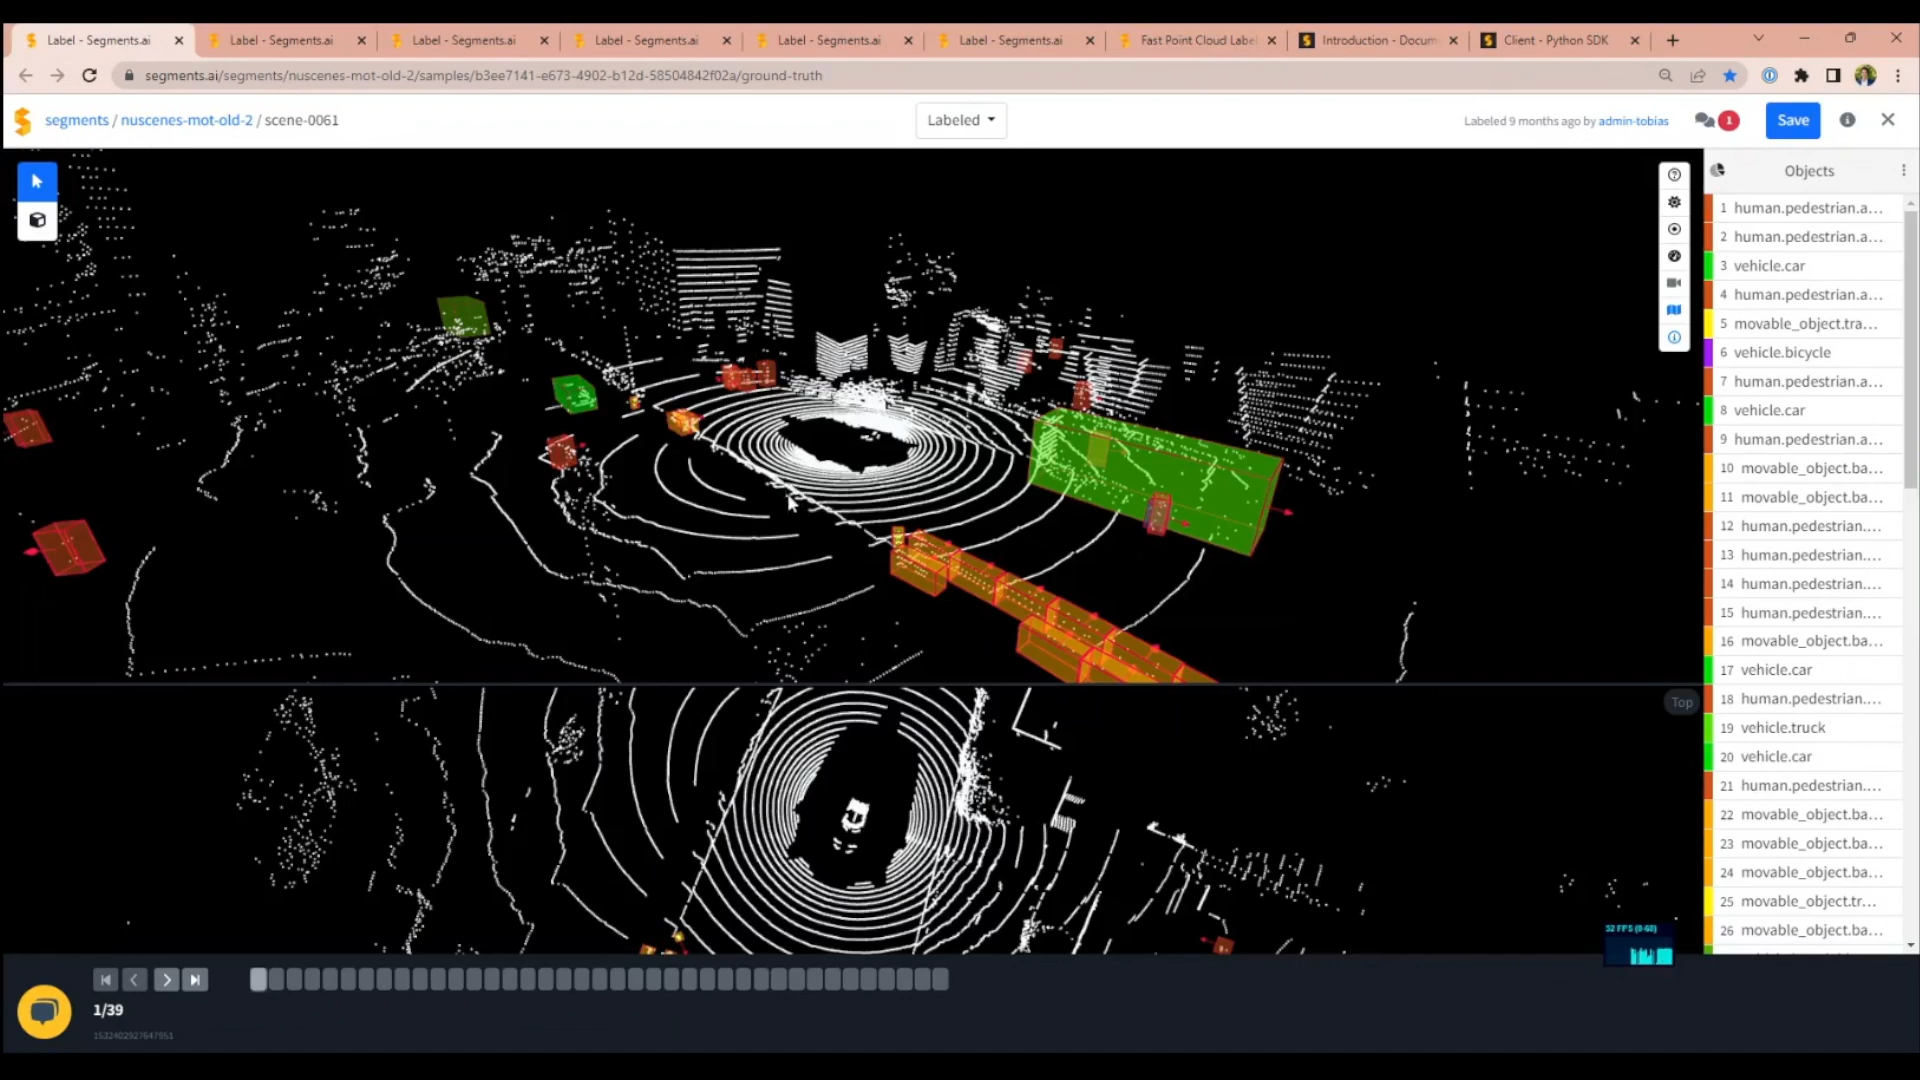 Label - Segments.ai
Label - Segments.ai
Label - Segments.ai
Label - Segments.ai
Label - Segments.ai
Label - Segments.ai
Fast Point Cloud Labe
Introduction - Docum
Client - Python SDK
segments.ai/segments/nuscenes-mot-old-2/samples/b3ee7141-e673-4902-b12d-58504842f02a/ground-truth
segments / nuscenes-mot-old-2 / scene-0061
Labeled
Labeled 9 months ago by admin-tobias
1
Save
Objects
1 human.pedestrian.a...
2 human.pedestrian.a...
3 vehicle.car
4 human.pedestrian.a...
5 movable_object.tra...
6 vehicle.bicycle
7 human.pedestrian.a...
8 vehicle.car
9 human.pedestrian.a...
10 movable_object.ba...
11 movable_object.ba...
12 human.pedestrian....
13 human.pedestrian....
14 human.pedestrian....
15 human.pedestrian....
16 movable_object.ba...
17 vehicle.car
18 human.pedestrian....
19 vehicle.truck
20 vehicle.car
21 human.pedestrian....
22 movable_object.ba...
23 movable_object.ba...
24 movable_object.ba...
25 movable_object.tr...
26 movable_object.ba...
Top
32 FPS (0-60)
1/39
1532402927647951